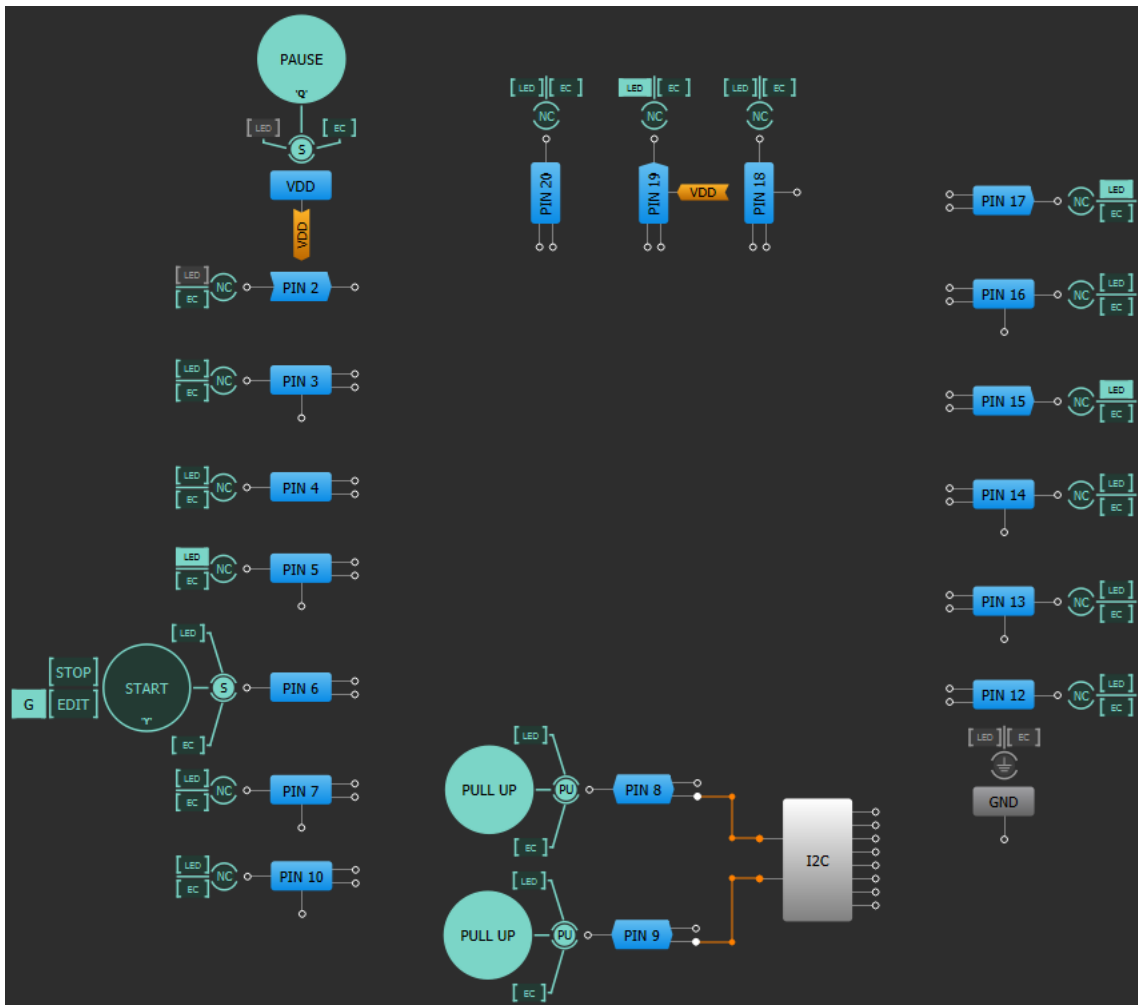 PAUSE
'Q'
[LED] [EC]
S
VDD
VDD
[LED]
[EC]
NC
PIN 2
[LED]
[EC]
NC
PIN 3
[LED]
[EC]
NC
PIN 4
LED
[EC]
NC
PIN 5
[LED]
[STOP]
G [EDIT]
START
'Y'
S
PIN 6
[EC]
[LED]
[EC]
NC
PIN 7
[LED]
[EC]
NC
PIN 10
[LED] [EC]
NC
PIN 20
LED [EC]
NC
PIN 19
VDD
[LED] [EC]
NC
PIN 18
PIN 17
NC
LED
[EC]
PIN 16
NC
[LED]
[EC]
PIN 15
NC
LED
[EC]
PIN 14
NC
[LED]
[EC]
PIN 13
NC
[LED]
[EC]
PIN 12
NC
[LED]
[EC]
[LED] [EC]
GND
[LED]
PULL UP
PU
PIN 8
[EC]
I2C
[LED]
PULL UP
PU
PIN 9
[EC]